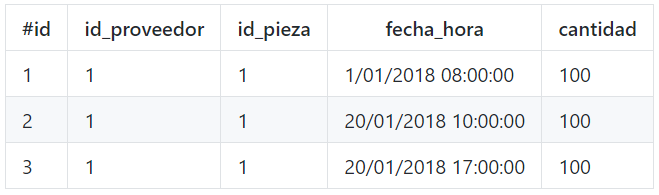 #id id_proveedor id_pieza fecha_hora cantidad
1 1 1 1/01/2018 08:00:00 100
2 1 1 20/01/2018 10:00:00 100
3 1 1 20/01/2018 17:00:00 100